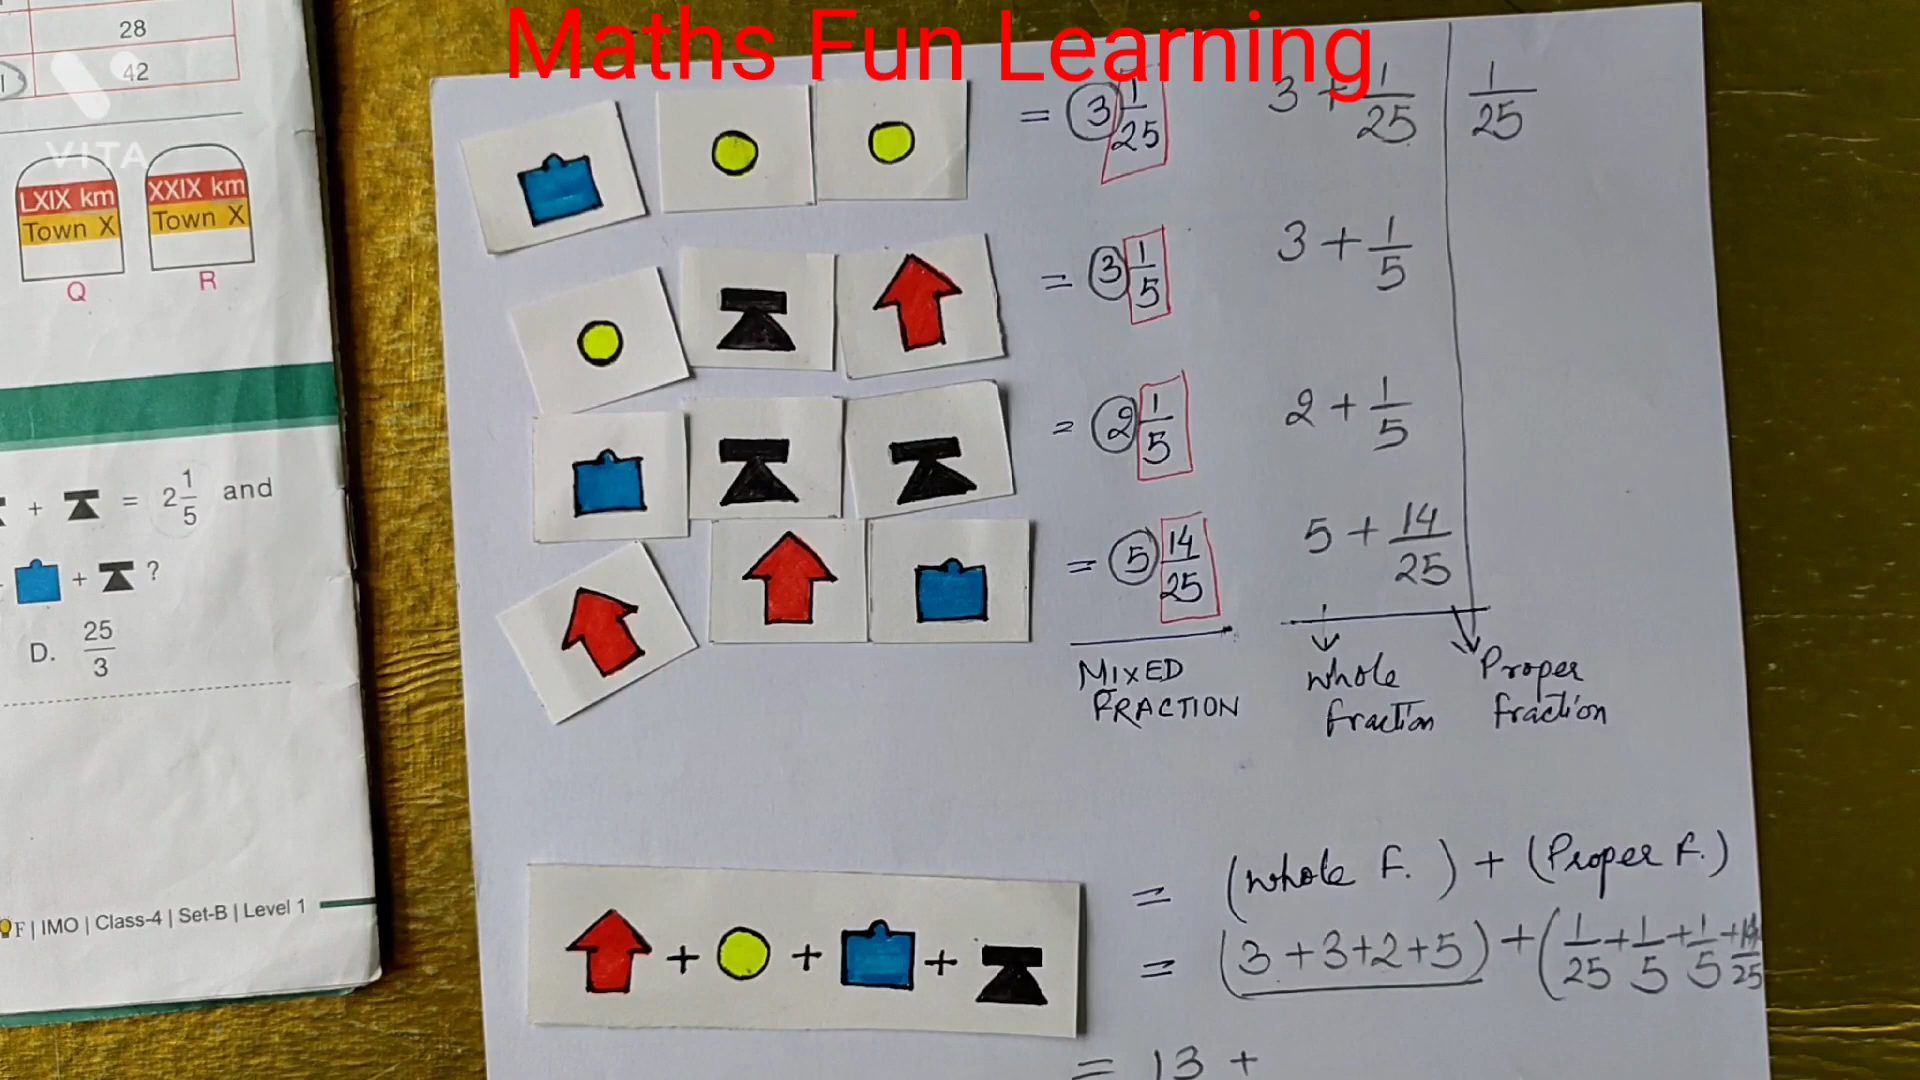 Maths Fun Learning
28
42
VITA
LXIX km
Town X
Q
XXIX km
Town X
R
+ = 2 1/5 and
+ ?
D. 25/3
F | IMO | Class-4 | Set-B | Level 1
= 3 1/25
3 + 1/25
1/25
= 3 1/5
3 + 1/5
= 2 1/5
2 + 1/5
= 5 14/25
5 + 14/25
MIXED
FRACTION
whole
fraction
Proper
fraction
+ + +
= (whole F.) + (Proper F.)
= (3+3+2+5) + (1/25 + 1/5 + 1/5 + 14/25
= 13 +